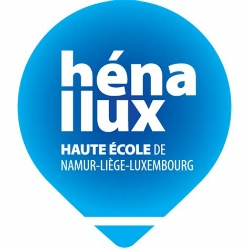 héna
llux
HAUTE ÉCOLE DE
NAMUR-LIÈGE-LUXEMBOURG